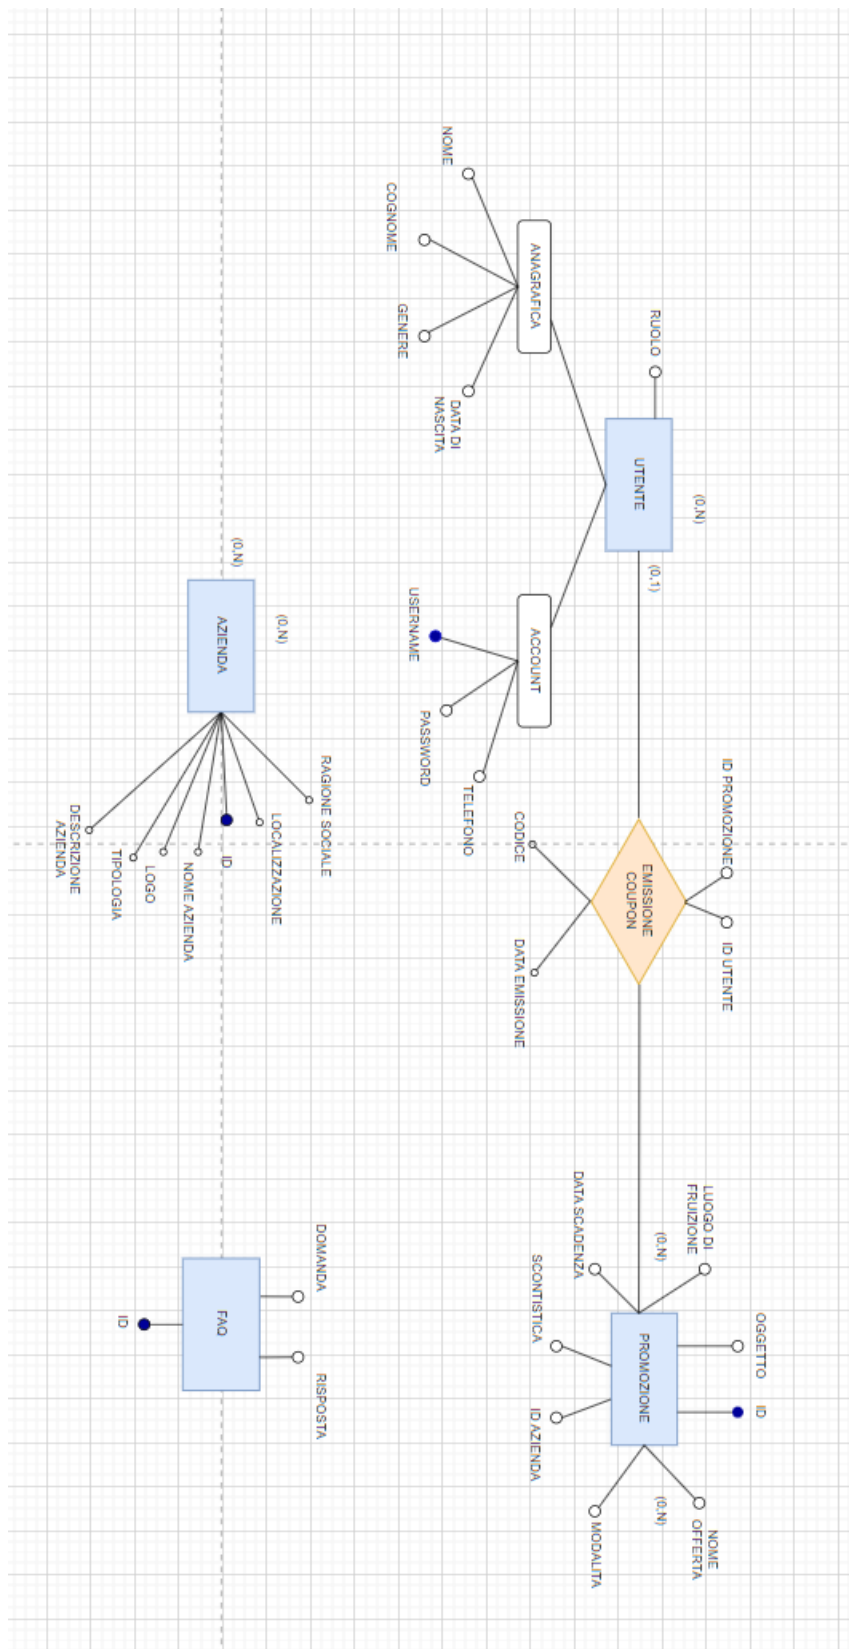 OGGETTO
ID
ID PROMOZIONE
ID UTENTE
(0,N)
LUOGO DI
FRUIZIONE
NOME
OFFERTA
RUOLO
(0,1)
(0,N)
(0,N)
UTENTE
EMISSIONE
COUPON
PROMOZIONE
MODALITA
DATA SCADENZA
ANAGRAFICA
ACCOUNT
SCONTISTICA
ID AZIENDA
CODICE
DATA EMISSIONE
TELEFONO
NOME
DATA DI
NASCITA
PASSWORD
USERNAME
GENERE
COGNOME
RAGIONE SOCIALE
DOMANDA
RISPOSTA
(0,N)
LOCALIZZAZIONE
(0,N)
AZIENDA
ID
FAQ
NOME AZIENDA
LOGO
ID
TIPOLOGIA
DESCRIZIONE
AZIENDA